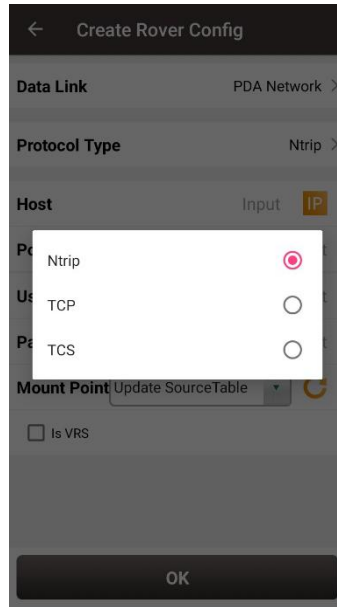 Create Rover Config
Data Link PDA Network
Protocol Type Ntrip
Host Input IP
Ntrip
TCP
TCS
Mount Point Update SourceTable
Is VRS
OK